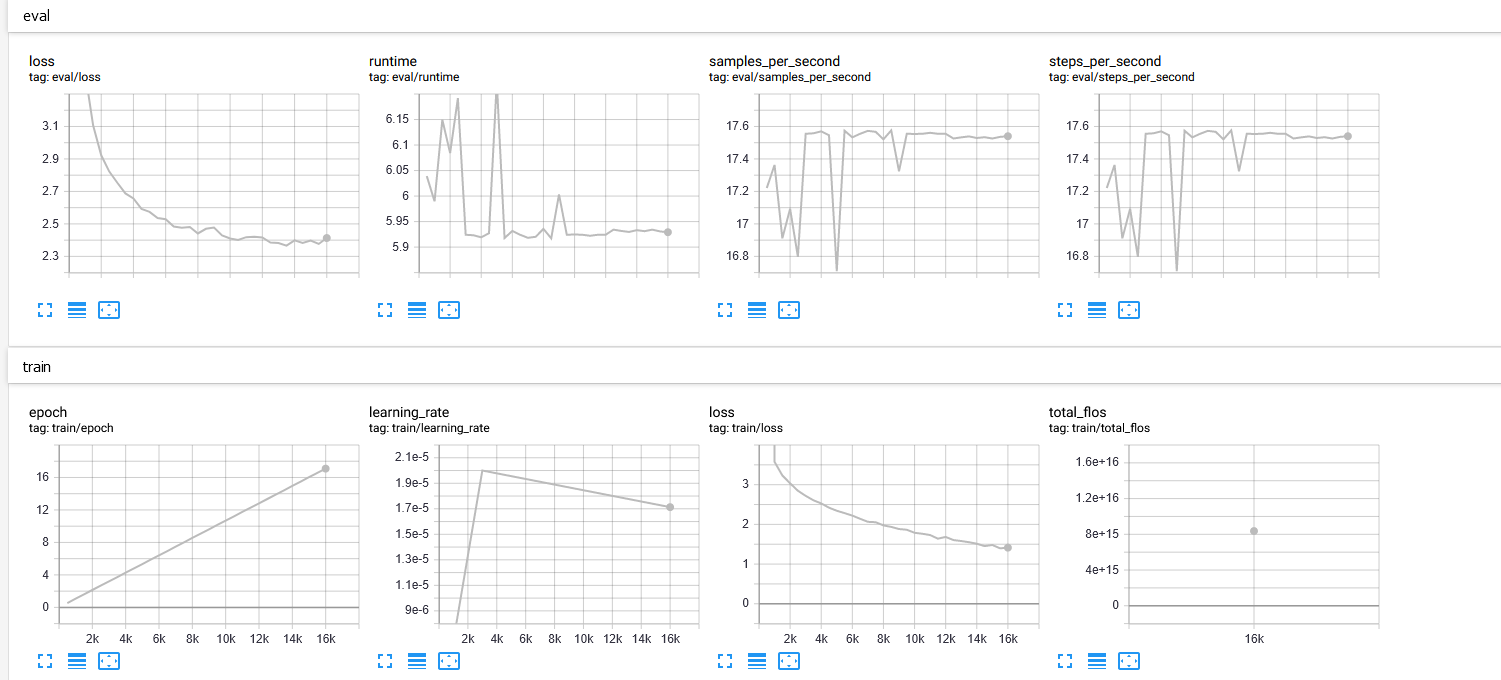 eval
loss
tag: eval/loss
3.1
2.9
2.7
2.5
2.3
runtime
tag: eval/runtime
6.15
6.1
6.05
6
5.95
5.9
samples_per_second
tag: eval/samples_per_second
17.6
17.4
17.2
17
16.8
steps_per_second
tag: eval/steps_per_second
17.6
17.4
17.2
17
16.8
train
epoch
tag: train/epoch
16
12
8
4
0
2k 4k 6k 8k 10k 12k 14k 16k
learning_rate
tag: train/learning_rate
2.1e-5
1.9e-5
1.7e-5
1.5e-5
1.3e-5
1.1e-5
9e-6
2k 4k 6k 8k 10k 12k 14k 16k
loss
tag: train/loss
3
2
1
0
2k 4k 6k 8k 10k 12k 14k 16k
total_flos
tag: train/total_flos
1.6e+16
1.2e+16
8e+15
4e+15
0
16k